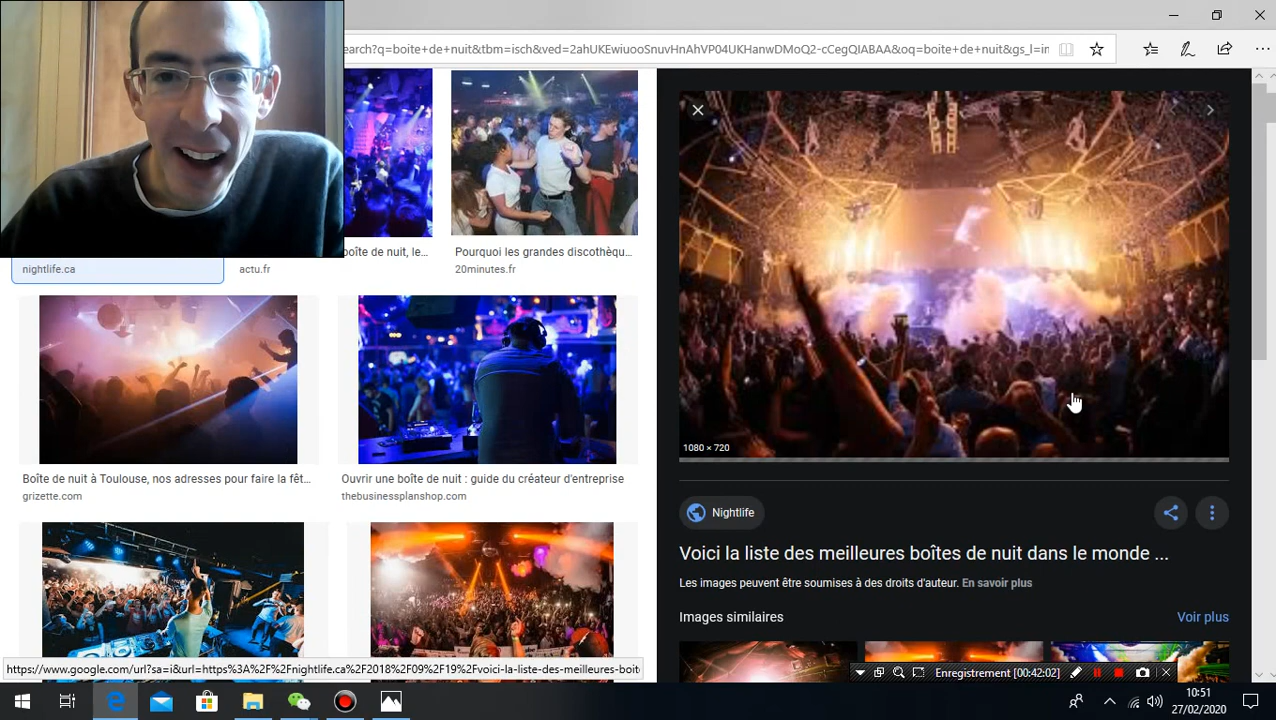 earch?q=boite+de+nuit&tbm=isch&ved=2ahUKEwiuooSnuvHnAhVP04UKHanwDMoQ2-cCegQIABAA&oq=boite+de+nuit&gs_l=in
nightlife.ca
boîte de nuit, le...
actu.fr
Pourquoi les grandes discothèqu...
20minutes.fr
Boîte de nuit à Toulouse, nos adresses pour faire la fêt...
grizette.com
Ouvrir une boîte de nuit : guide du créateur d'entreprise
thebusinessplanshop.com
1080 × 720
Nightlife
Voici la liste des meilleures boîtes de nuit dans le monde ...
Les images peuvent être soumises à des droits d'auteur. En savoir plus
Images similaires
Voir plus
https://www.google.com/url?sa=i&url=https%3A%2F%2Fnightlife.ca%2F2018%2F09%2F19%2Fvoici-la-liste-des-meilleures-boit
Enregistrement [00:42:02]
10:51
27/02/2020